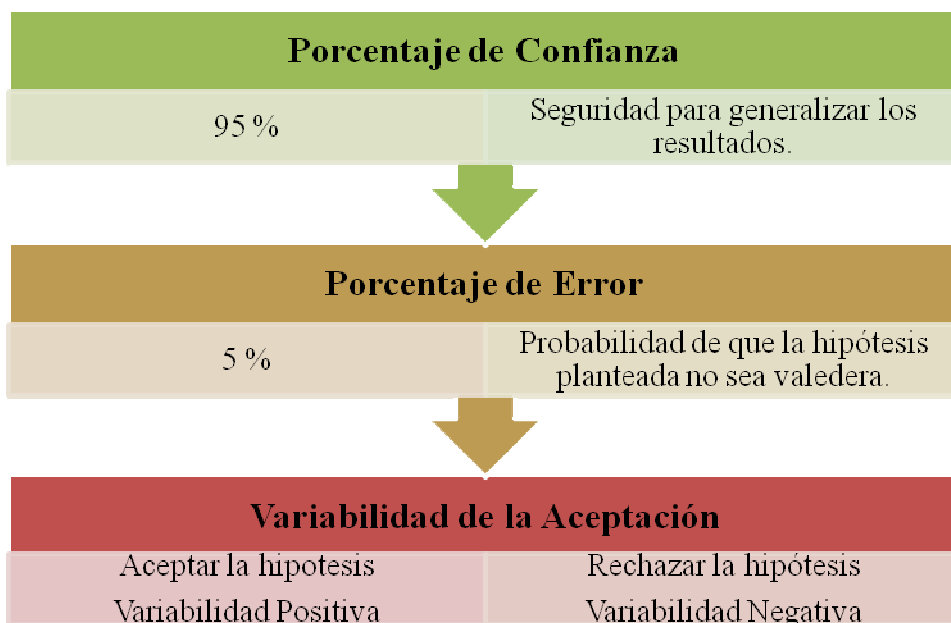 Porcentaje de Confianza
95 %
Seguridad para generalizar los
resultados.
Porcentaje de Error
5 %
Probabilidad de que la hipótesis
planteada no sea valedera.
Variabilidad de la Aceptación
Aceptar la hipotesis
Variabilidad Positiva
Rechazar la hipótesis
Variabilidad Negativa